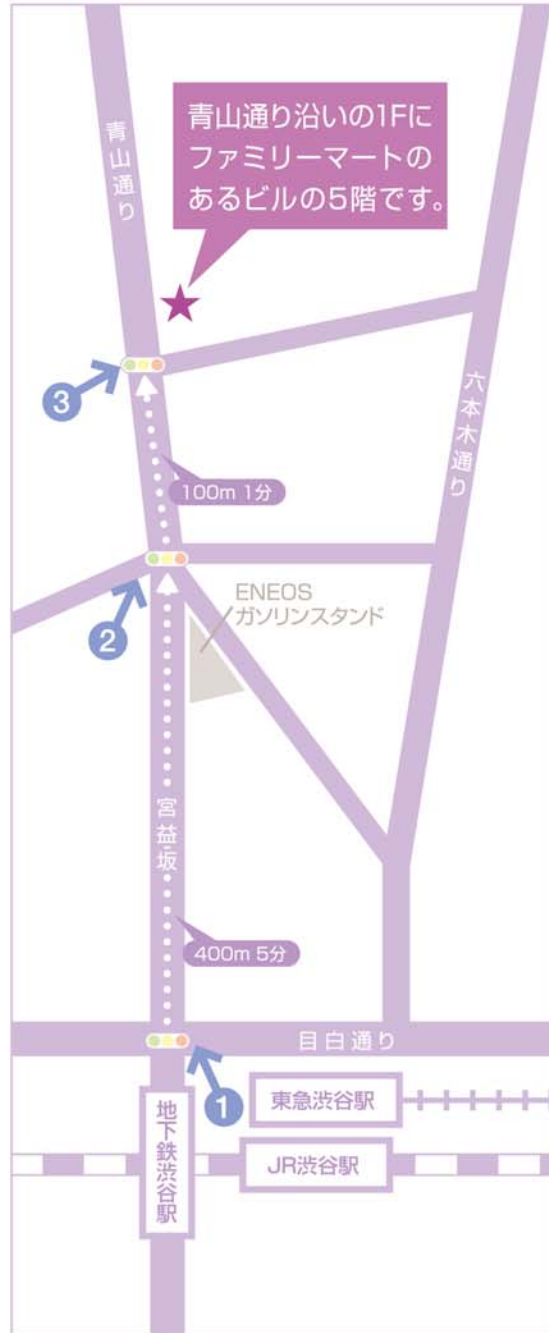 青山通り
青山通り沿いの1Fに
ファミリーマートの
あるビルの5階です。
六本木通り
3
100m 1分
2
ENEOS
ガソリンスタンド
宮益坂
400m 5分
目白通り
1
地下鉄渋谷駅
東急渋谷駅
JR渋谷駅